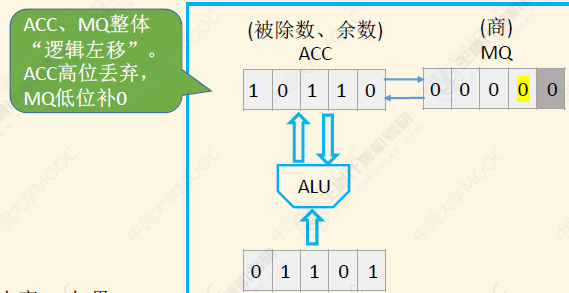 ACC、MQ整体
“逻辑左移”。
ACC高位丢弃，
MQ低位补0
(被除数、余数)
ACC
(商)
MQ
1 0 1 1 0
0 0 0 0 0
ALU
0 1 1 0 1
中国大学MOOC